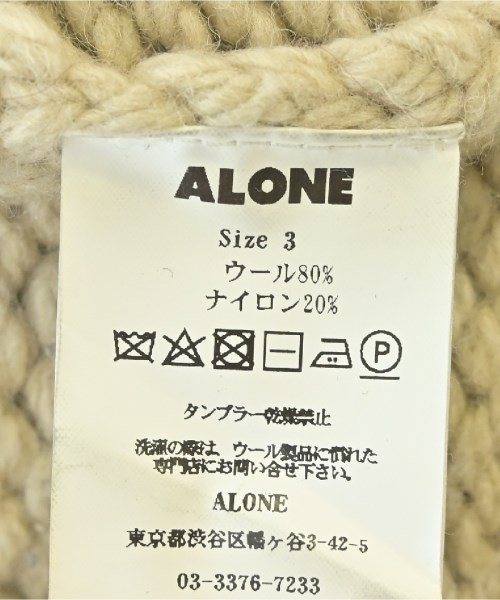 ALONE
Size 3
ウール80%
ナイロン20%
P
タンブラー乾燥禁止
洗濯の際は、ウール製品に慣れた
専門店にお問い合せ下さい。
ALONE
東京都渋谷区幡ヶ谷3-42-5
03-3376-7233